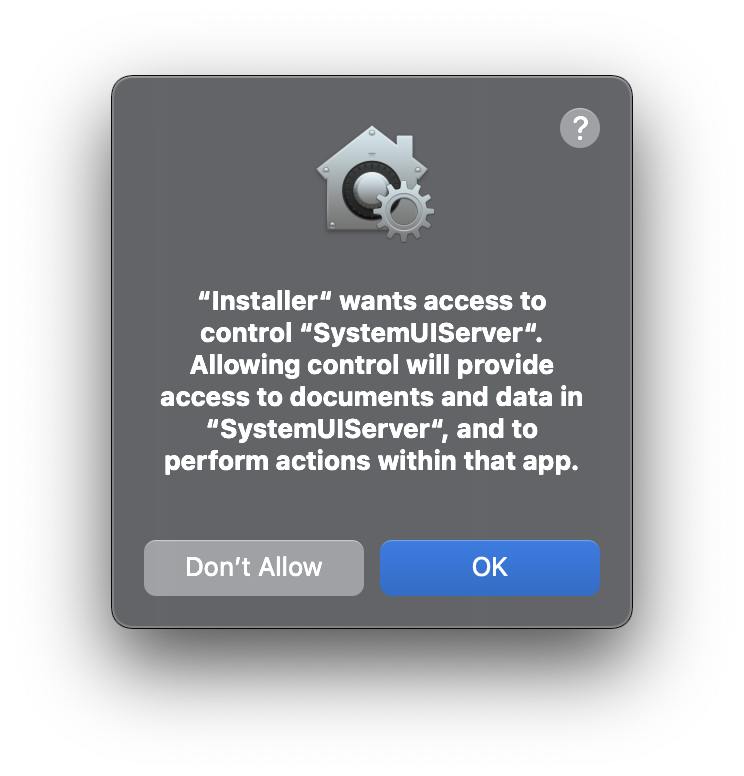 ?
“Installer“ wants access to
control “SystemUIServer“.
Allowing control will provide
access to documents and data in
“SystemUIServer“, and to
perform actions within that app.
Don’t Allow
OK